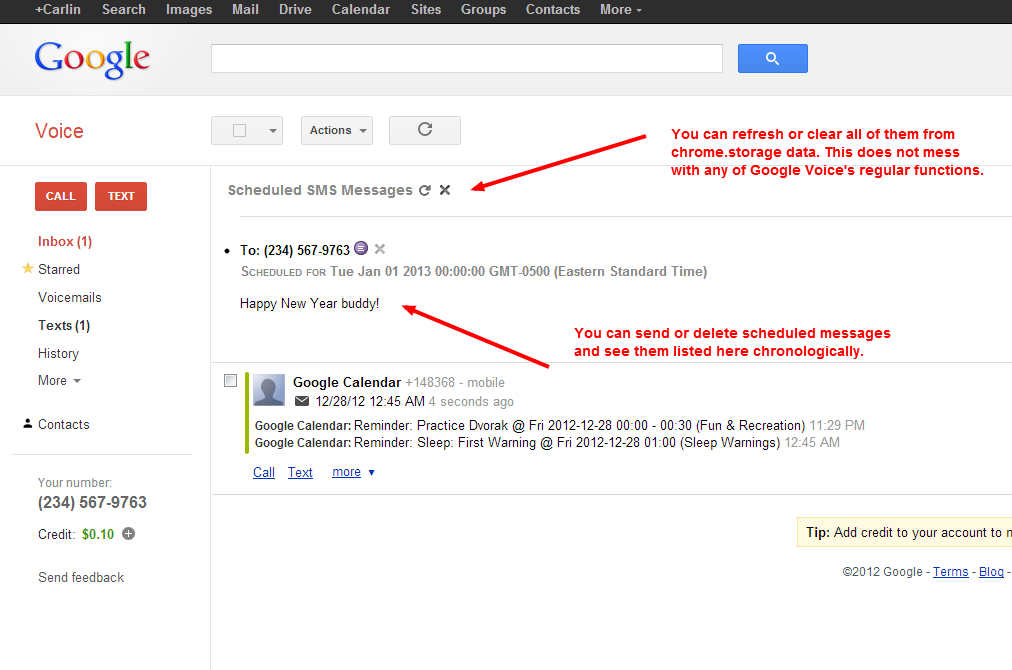 +Carlin Search Images Mail Drive Calendar Sites Groups Contacts More
Google
Voice
Actions
You can refresh or clear all of them from
chrome.storage data. This does not mess
with any of Google Voice's regular functions.
CALL TEXT
Scheduled SMS Messages
Inbox (1)
Starred
Voicemails
Texts (1)
History
More
Contacts
Your number:
(234) 567-9763
Credit: $0.10
Send feedback
To: (234) 567-9763
SCHEDULED FOR Tue Jan 01 2013 00:00:00 GMT-0500 (Eastern Standard Time)
Happy New Year buddy!
You can send or delete scheduled messages
and see them listed here chronologically.
Google Calendar +148368 - mobile
12/28/12 12:45 AM 4 seconds ago
Google Calendar: Reminder: Practice Dvorak @ Fri 2012-12-28 00:00 - 00:30 (Fun & Recreation) 11:29 PM
Google Calendar: Reminder: Sleep: First Warning @ Fri 2012-12-28 01:00 (Sleep Warnings) 12:45 AM
Call Text more
Tip: Add credit to your account to
©2012 Google - Terms - Blog -